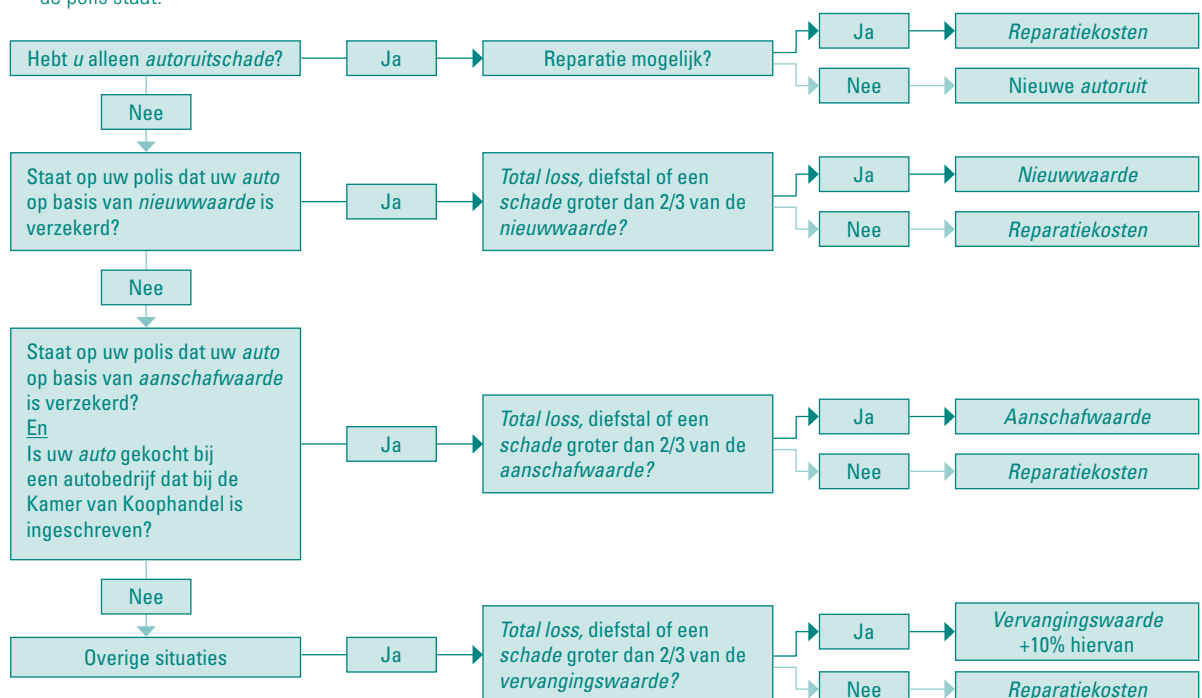 de polis staat.
Hebt u alleen autoruitschade?
Ja
Reparatie mogelijk?
Ja
Reparatiekosten
Nee
Nieuwe autoruit
Nee
Staat op uw polis dat uw auto
op basis van nieuwwaarde is
verzekerd?
Ja
Total loss, diefstal of een
schade groter dan 2/3 van de
nieuwwaarde?
Ja
Nieuwwaarde
Nee
Reparatiekosten
Nee
Staat op uw polis dat uw auto
op basis van aanschafwaarde
is verzekerd?
En
Is uw auto gekocht bij
een autobedrijf dat bij de
Kamer van Koophandel is
ingeschreven?
Ja
Total loss, diefstal of een
schade groter dan 2/3 van de
aanschafwaarde?
Ja
Aanschafwaarde
Nee
Reparatiekosten
Nee
Overige situaties
Ja
Total loss, diefstal of een
schade groter dan 2/3 van de
vervangingswaarde?
Ja
Vervangingswaarde
+10% hiervan
Nee
Reparatiekosten